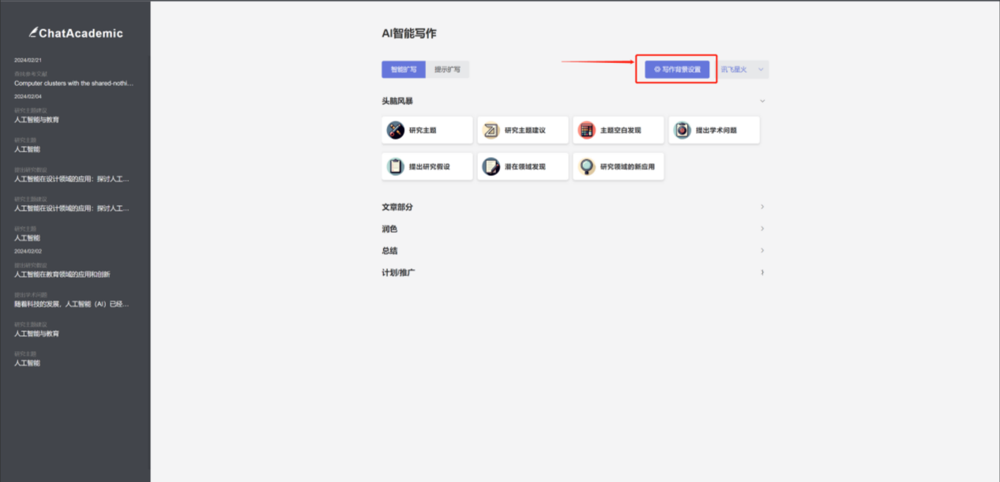 ChatAcademic
2024/02/21
查找参考文献
Computer clusters with the shared-nothi...
2024/02/04
研究主题建议
人工智能与教育
研究主题
人工智能
提出研究假设
人工智能在设计领域的应用：探讨人工...
研究主题建议
人工智能在设计领域的应用：探讨人工...
研究主题
人工智能
2024/02/02
提出研究假设
人工智能在教育领域的应用和创新
提出学术问题
随着科技的发展，人工智能（AI）已经...
研究主题建议
人工智能与教育
研究主题
人工智能
AI智能写作
智能扩写 提示扩写 写作背景设置 讯飞星火
头脑风暴
研究主题 研究主题建议 主题空白发现 提出学术问题
提出研究假设 潜在领域发现 研究领域的新应用
文章部分
润色
总结
计划/推广